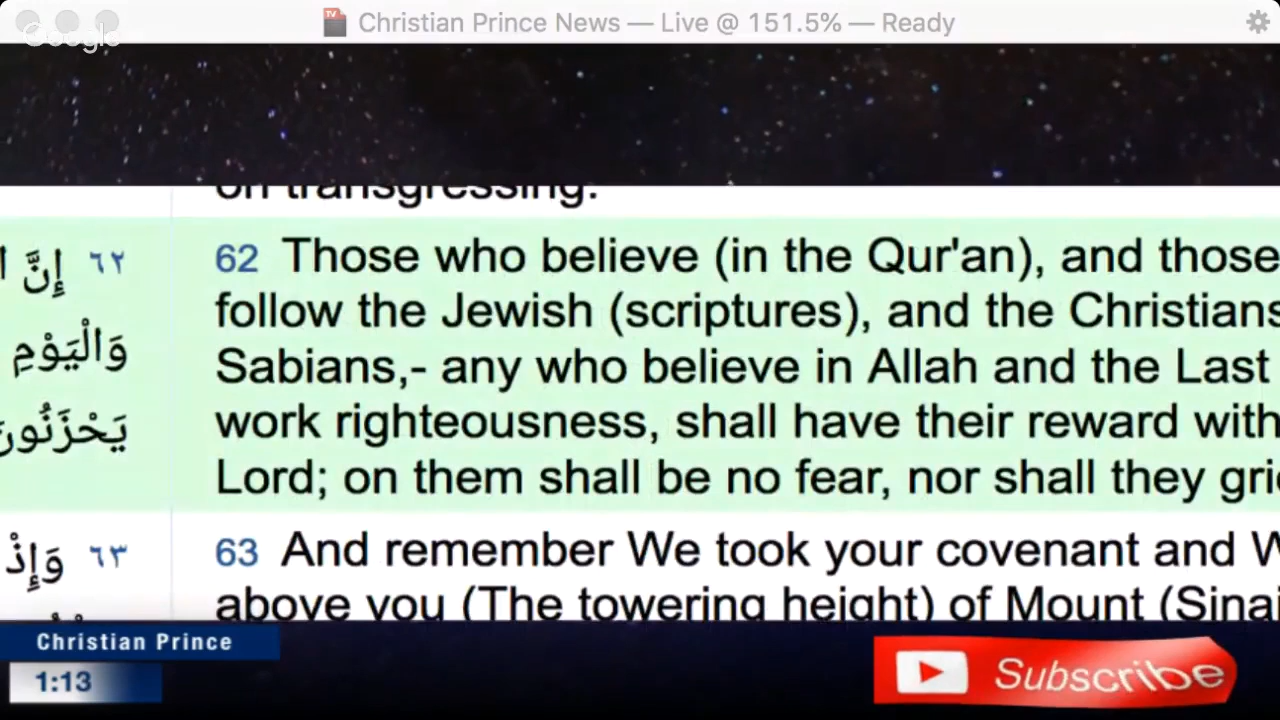 Christian Prince News — Live @ 151.5% — Ready
Google
on transgressing.
إِنَّ ٦٢
62 Those who believe (in the Qur'an), and those
follow the Jewish (scriptures), and the Christians
وَالْيَوْمِ
Sabians,- any who believe in Allah and the Last
work righteousness, shall have their reward with
يَحْزَنُونَ
Lord; on them shall be no fear, nor shall they
وَإِذْ ٦٣
63 And remember We took your covenant and
above you (The towering height) of Mount (Sinai
Christian Prince
1:13
Subscribe